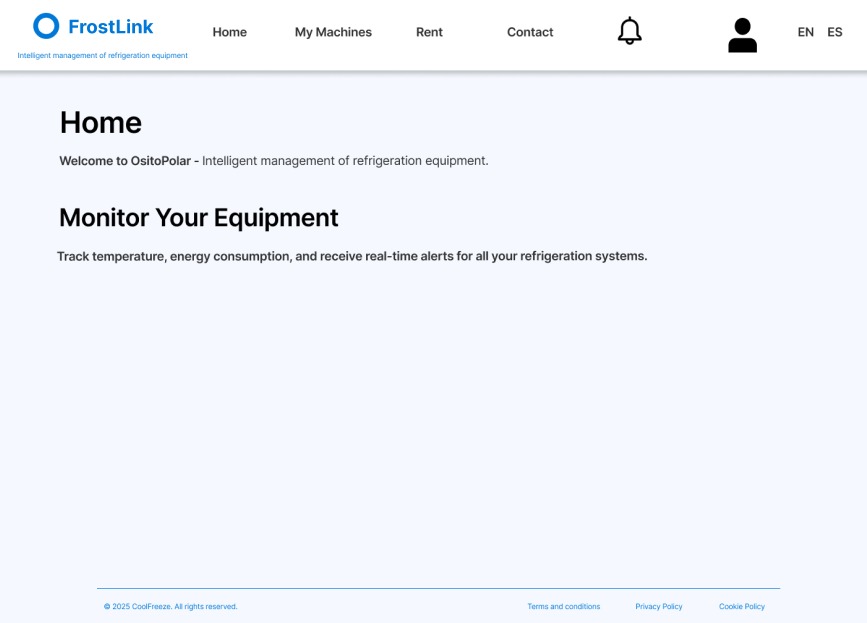 FrostLink
Intelligent management of refrigeration equipment
Home
My Machines
Rent
Contact
EN
ES
Home
Welcome to OsitoPolar - Intelligent management of refrigeration equipment.
Monitor Your Equipment
Track temperature, energy consumption, and receive real-time alerts for all your refrigeration systems.
© 2025 CoolFreeze. All rights reserved.
Terms and conditions
Privacy Policy
Cookie Policy